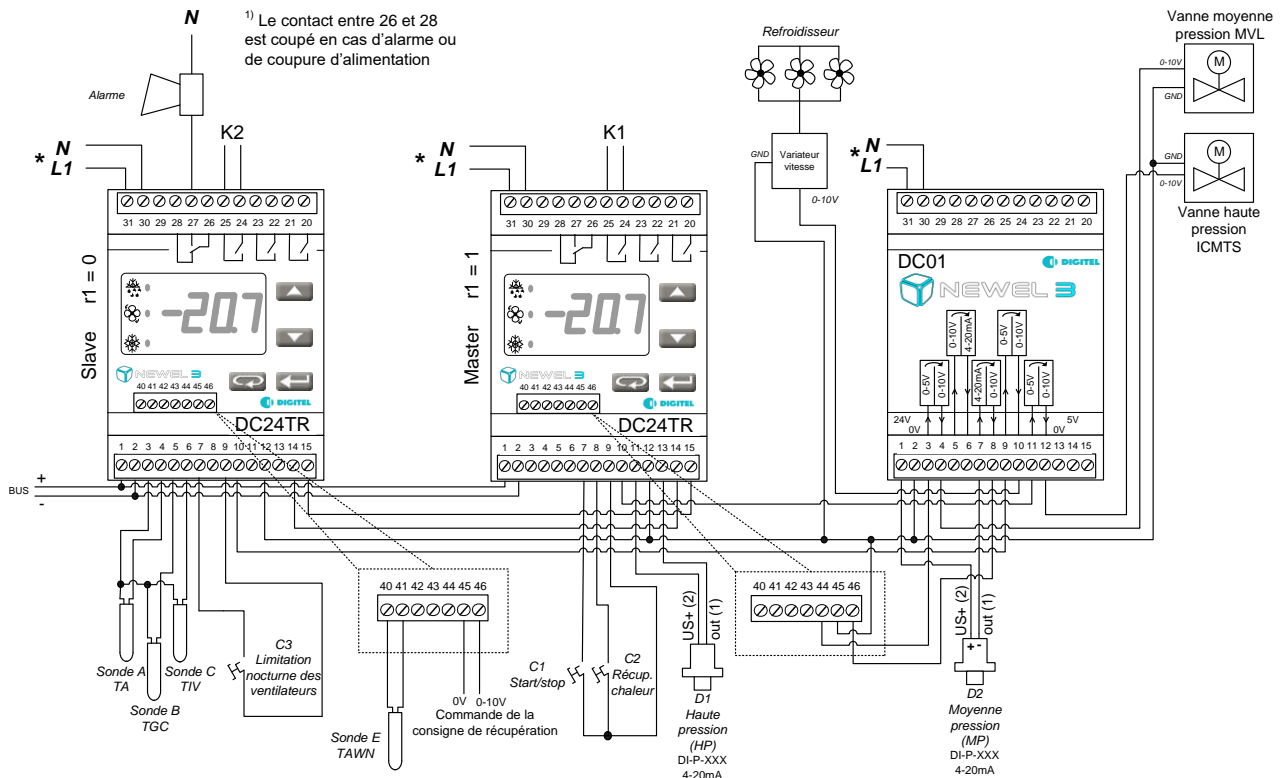 N
1) Le contact entre 26 et 28
est coupé en cas d'alarme ou
de coupure d'alimentation
Alarme
* N
L1
K2
31 30 29 28 27 26 25 24 23 22 21 20
Slave r1 = 0
-20.7
NEWEL 3
40 41 42 43 44 45 46
DIGITEL
DC24TR
1 2 3 4 5 6 7 8 9 10 11 12 13 14 15
* N
L1
K1
31 30 29 28 27 26 25 24 23 22 21 20
Master r1 = 1
-20.7
NEWEL 3
40 41 42 43 44 45 46
DIGITEL
DC24TR
1 2 3 4 5 6 7 8 9 10 11 12 13 14 15
Refroidisseur
GND
Variateur
vitesse
0-10V
* N
L1
31 30 29 28 27 26 25 24 23 22 21 20
DC01
DIGITEL
NEWEL 3
0-5V
0-10V
0-10V
4-20mA
4-20mA
0-10V
0-5V
0-10V
0-5V
0-10V
24V
0V
5V
0V
1 2 3 4 5 6 7 8 9 10 11 12 13 14 15
Vanne moyenne
pression MVL
0-10V
M
GND
GND
M
0-10V
Vanne haute
pression
ICMTS
BUS
+
-
Sonde A
TA
Sonde B
TGC
Sonde C
TIV
C3
Limitation
nocturne des
ventilateurs
40 41 42 43 44 45 46
Sonde E
TAWN
0V
0-10V
Commande de la
consigne de récupération
C1
Start/stop
C2
Récup.
chaleur
US+ (2)
out (1)
D1
Haute
pression
(HP)
DI-P-XXX
4-20mA
40 41 42 43 44 45 46
US+ (2)
out (1)
+ -
D2
Moyenne
pression
(MP)
DI-P-XXX
4-20mA